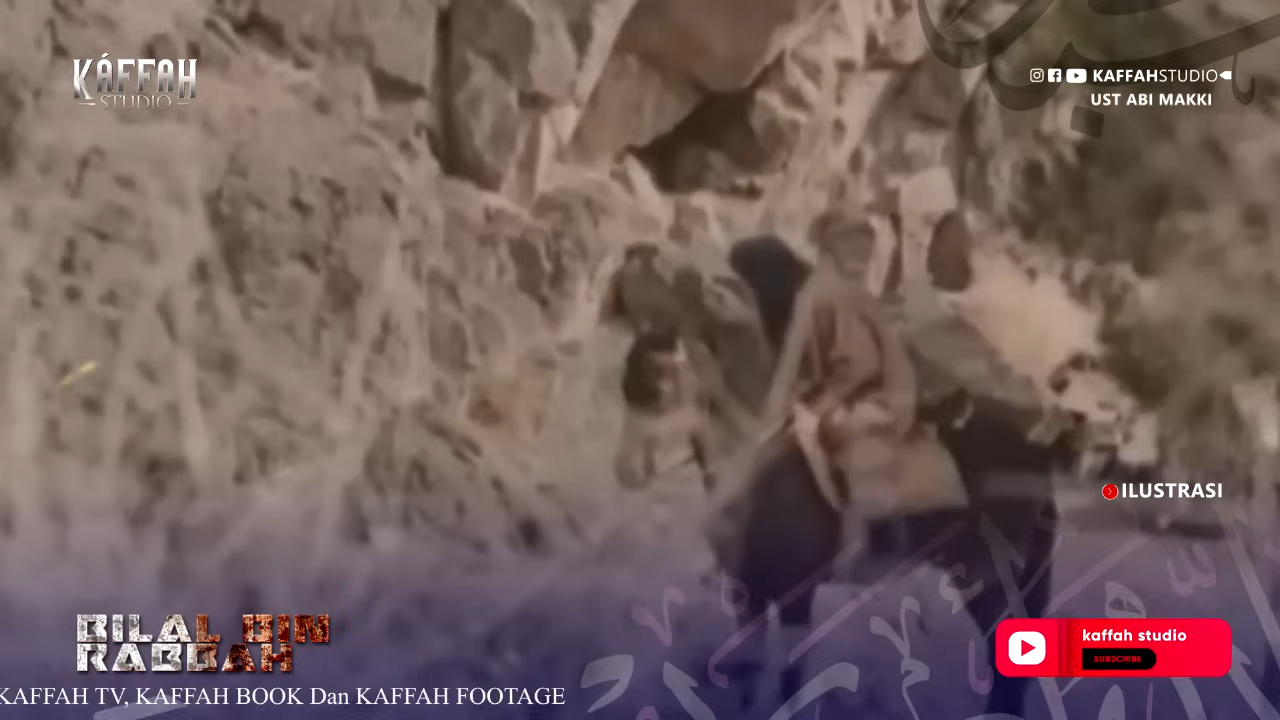 KÁFFAH
STUDIO
KAFFAHSTUDIO
UST ABI MAKKI
ILUSTRASI
BILAL BIN
RABBAH
kaffah studio
SUBSCRIBE
KAFFAH TV, KAFFAH BOOK Dan KAFFAH FOOTAGE